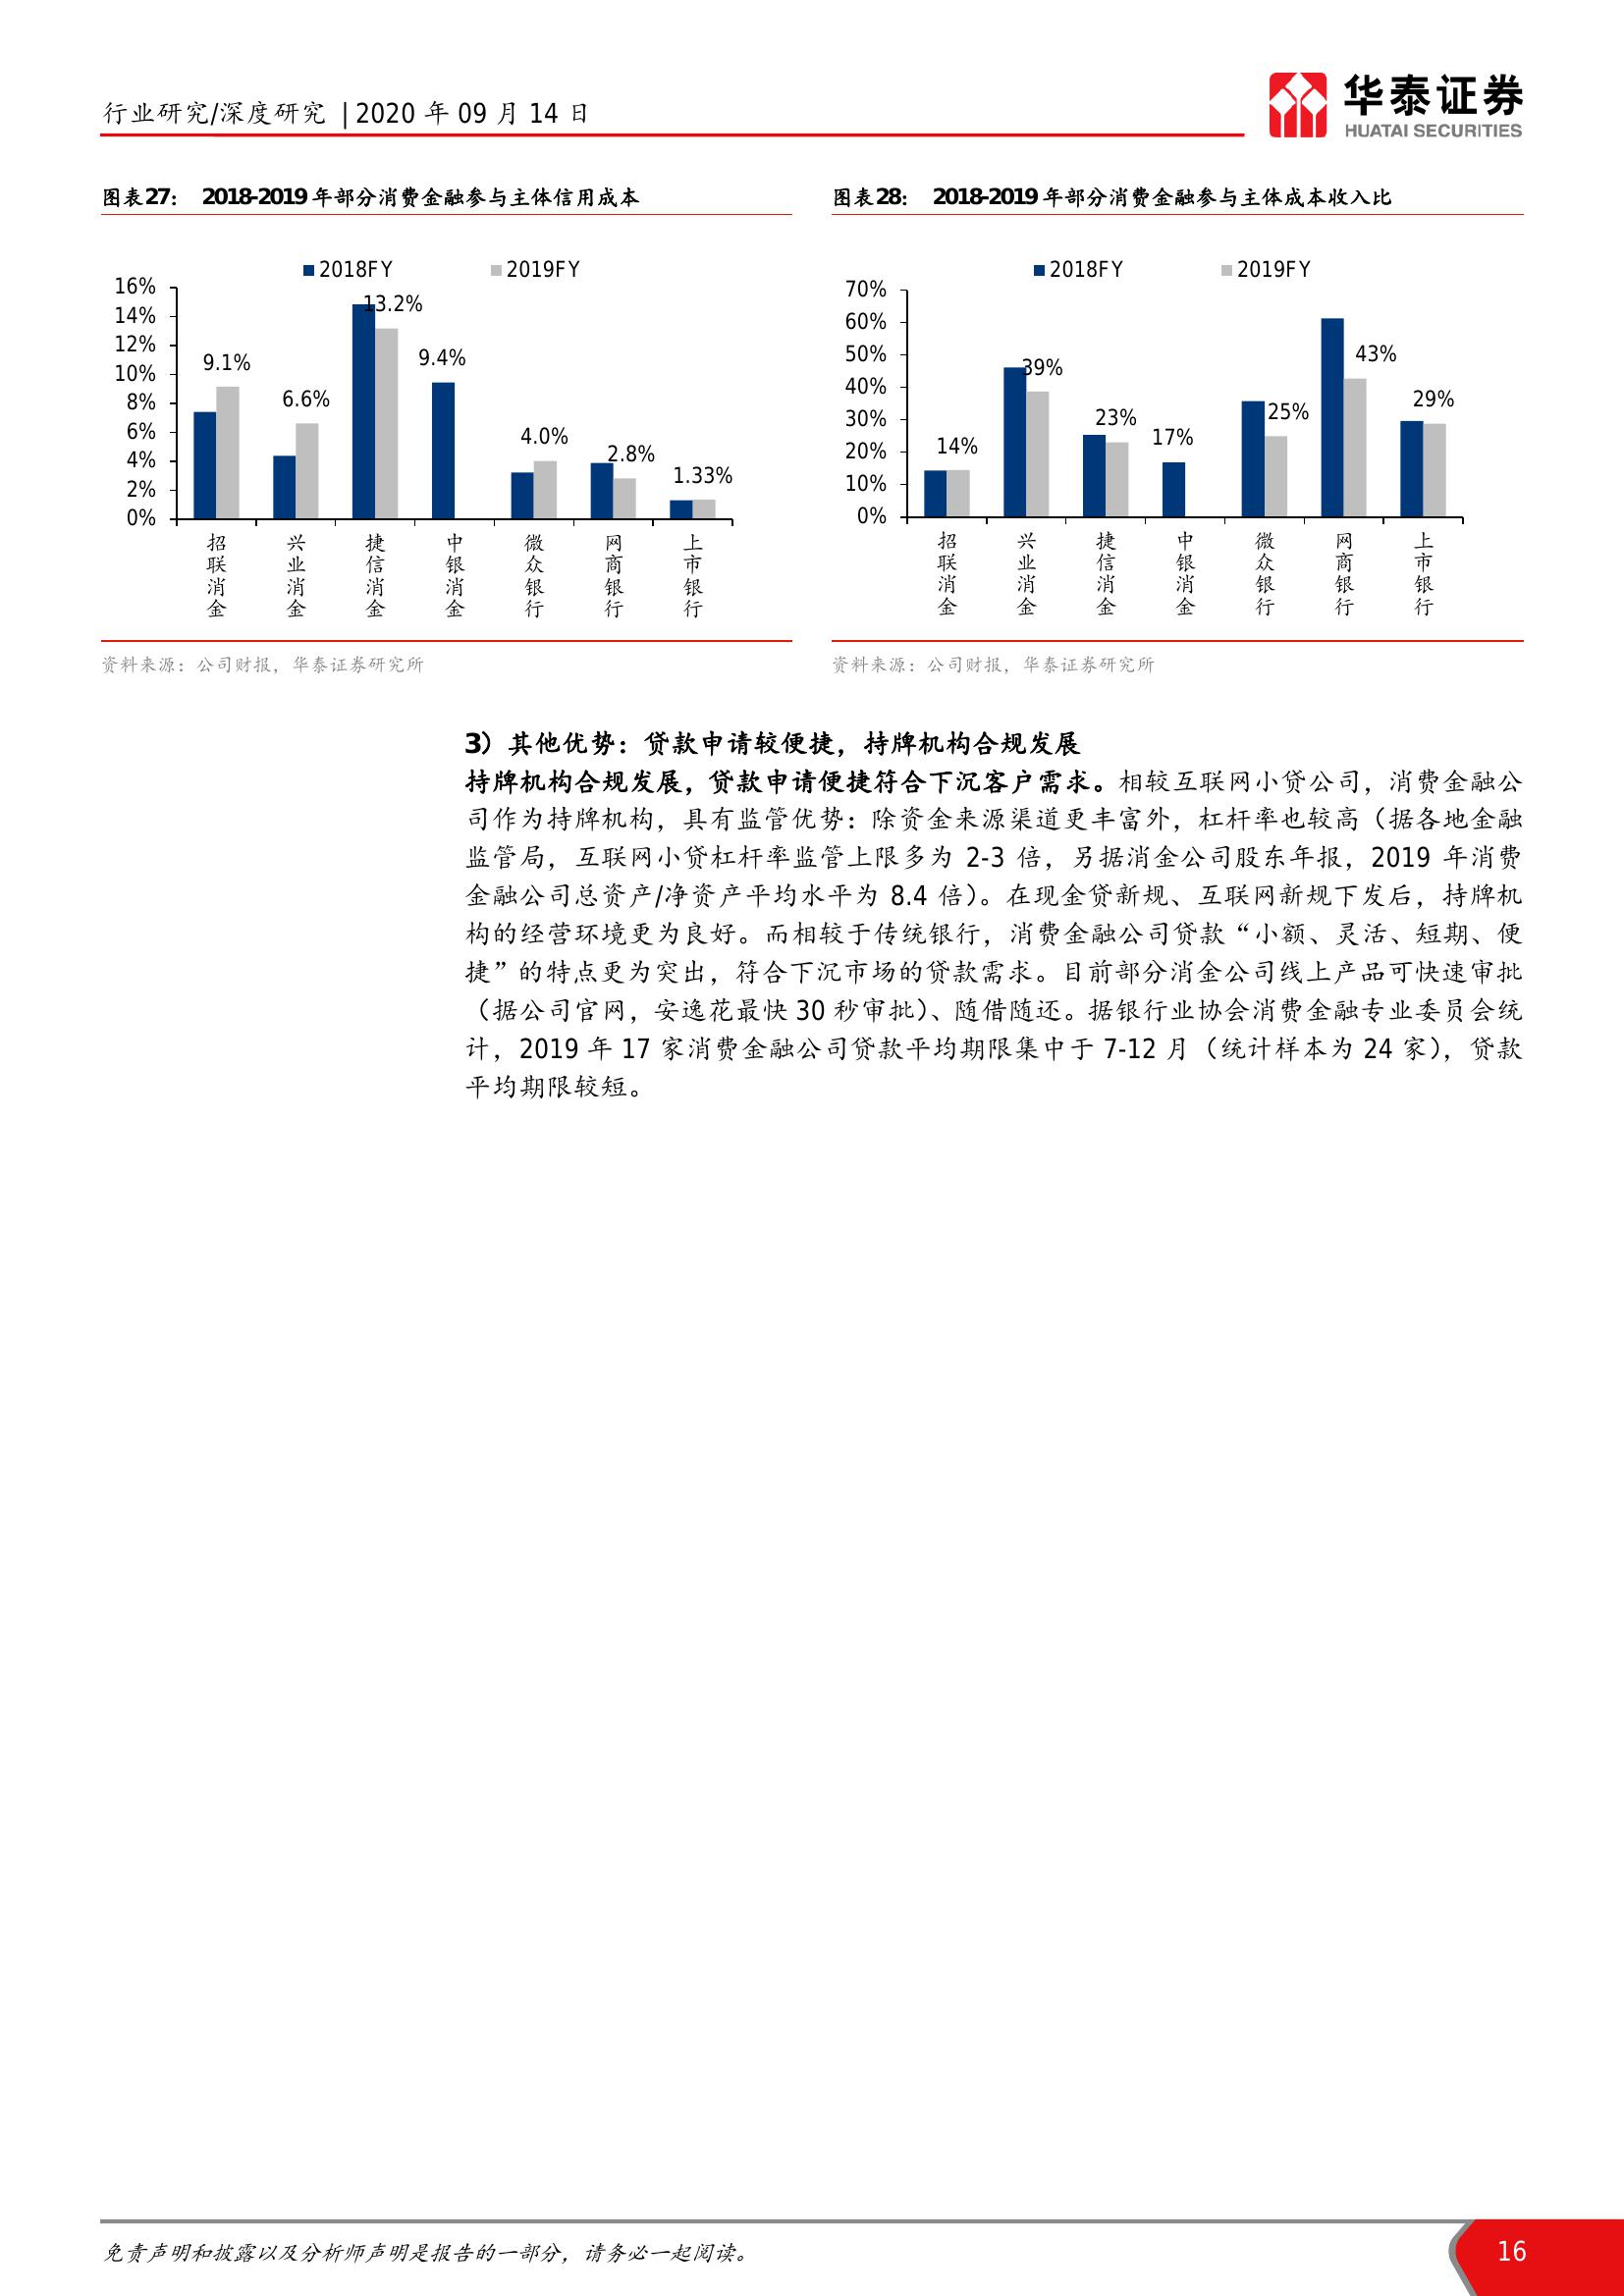 行业研究/深度研究 | 2020 年 09 月 14 日
华泰证券
HUATAI SECURITIES
图表27： 2018-2019 年部分消费金融参与主体信用成本
2018FY 2019FY
16%
14%
12%
10%
8%
6%
4%
2%
0%
9.1%
6.6%
13.2%
9.4%
4.0%
2.8%
1.33%
招联消金
兴业消金
捷信消金
中银消金
微众银行
网商银行
上市银行
资料来源：公司财报，华泰证券研究所
图表28： 2018-2019 年部分消费金融参与主体成本收入比
2018FY 2019FY
70%
60%
50%
40%
30%
20%
10%
0%
14%
39%
23%
17%
25%
43%
29%
招联消金
兴业消金
捷信消金
中银消金
微众银行
网商银行
上市银行
资料来源：公司财报，华泰证券研究所
3）其他优势：贷款申请较便捷，持牌机构合规发展
持牌机构合规发展，贷款申请便捷符合下沉客户需求。相较互联网小贷公司，消费金融公
司作为持牌机构，具有监管优势：除资金来源渠道更丰富外，杠杆率也较高（据各地金融
监管局，互联网小贷杠杆率监管上限多为 2-3 倍，另据消金公司股东年报，2019 年消费
金融公司总资产/净资产平均水平为 8.4 倍）。在现金贷新规、互联网新规下发后，持牌机
构的经营环境更为良好。而相较于传统银行，消费金融公司贷款“小额、灵活、短期、便
捷”的特点更为突出，符合下沉市场的贷款需求。目前部分消金公司线上产品可快速审批
（据公司官网，安逸花最快 30 秒审批）、随借随还。据银行业协会消费金融专业委员会统
计，2019 年 17 家消费金融公司贷款平均期限集中于 7-12 月（统计样本为 24 家），贷款
平均期限较短。
免责声明和披露以及分析师声明是报告的一部分，请务必一起阅读。
16